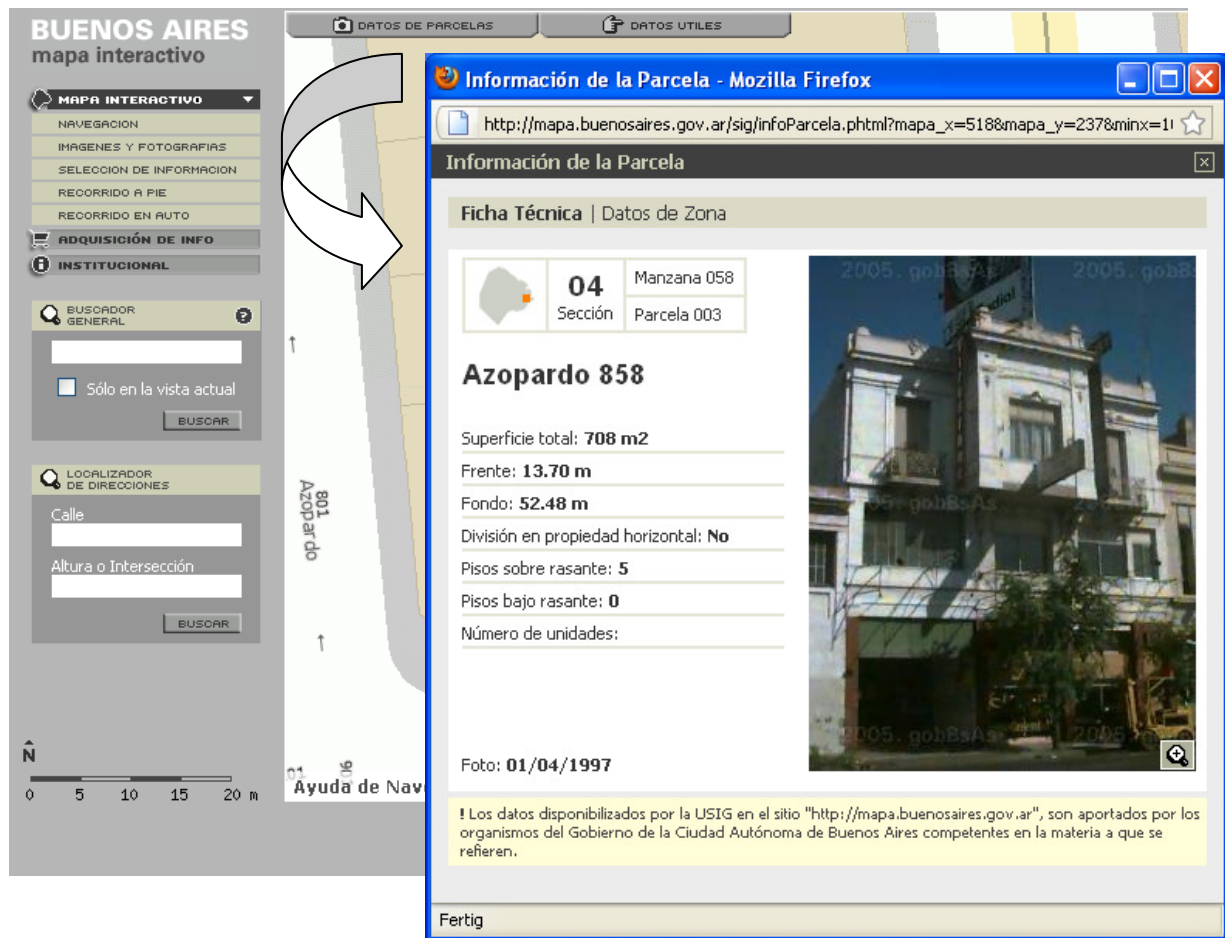 BUENOS AIRES
mapa interactivo
MAPA INTERACTIVO
NAVEGACION
IMAGENES Y FOTOGRAFIAS
SELECCION DE INFORMACION
RECORRIDO A PIE
RECORRIDO EN AUTO
ADQUISICIÓN DE INFO
INSTITUCIONAL
BUSCADOR
GENERAL
?
Sólo en la vista actual
BUSCAR
LOCALIZADOR
DE DIRECCIONES
Calle
Altura o Intersección
BUSCAR
N
0 5 10 15 20 m
DATOS DE PARCELAS
DATOS UTILES
801
Azopardo
Ayuda de Nav
Información de la Parcela - Mozilla Firefox
http://mapa.buenosaires.gov.ar/sig/infoParcela.phtml?mapa_x=518&mapa_y=237&minx=1
Información de la Parcela
Ficha Técnica | Datos de Zona
04
Sección
Manzana 058
Parcela 003
Azopardo 858
Superficie total: 708 m2
Frente: 13.70 m
Fondo: 52.48 m
División en propiedad horizontal: No
Pisos sobre rasante: 5
Pisos bajo rasante: 0
Número de unidades:
Foto: 01/04/1997
2005. gobBsAs
2005. gobBs
05. gobBsAs
2005. gobBsAs
2005
! Los datos disponibilizados por la USIG en el sitio "http://mapa.buenosaires.gov.ar", son aportados por los
organismos del Gobierno de la Ciudad Autónoma de Buenos Aires competentes en la materia a que se
refieren.
Fertig